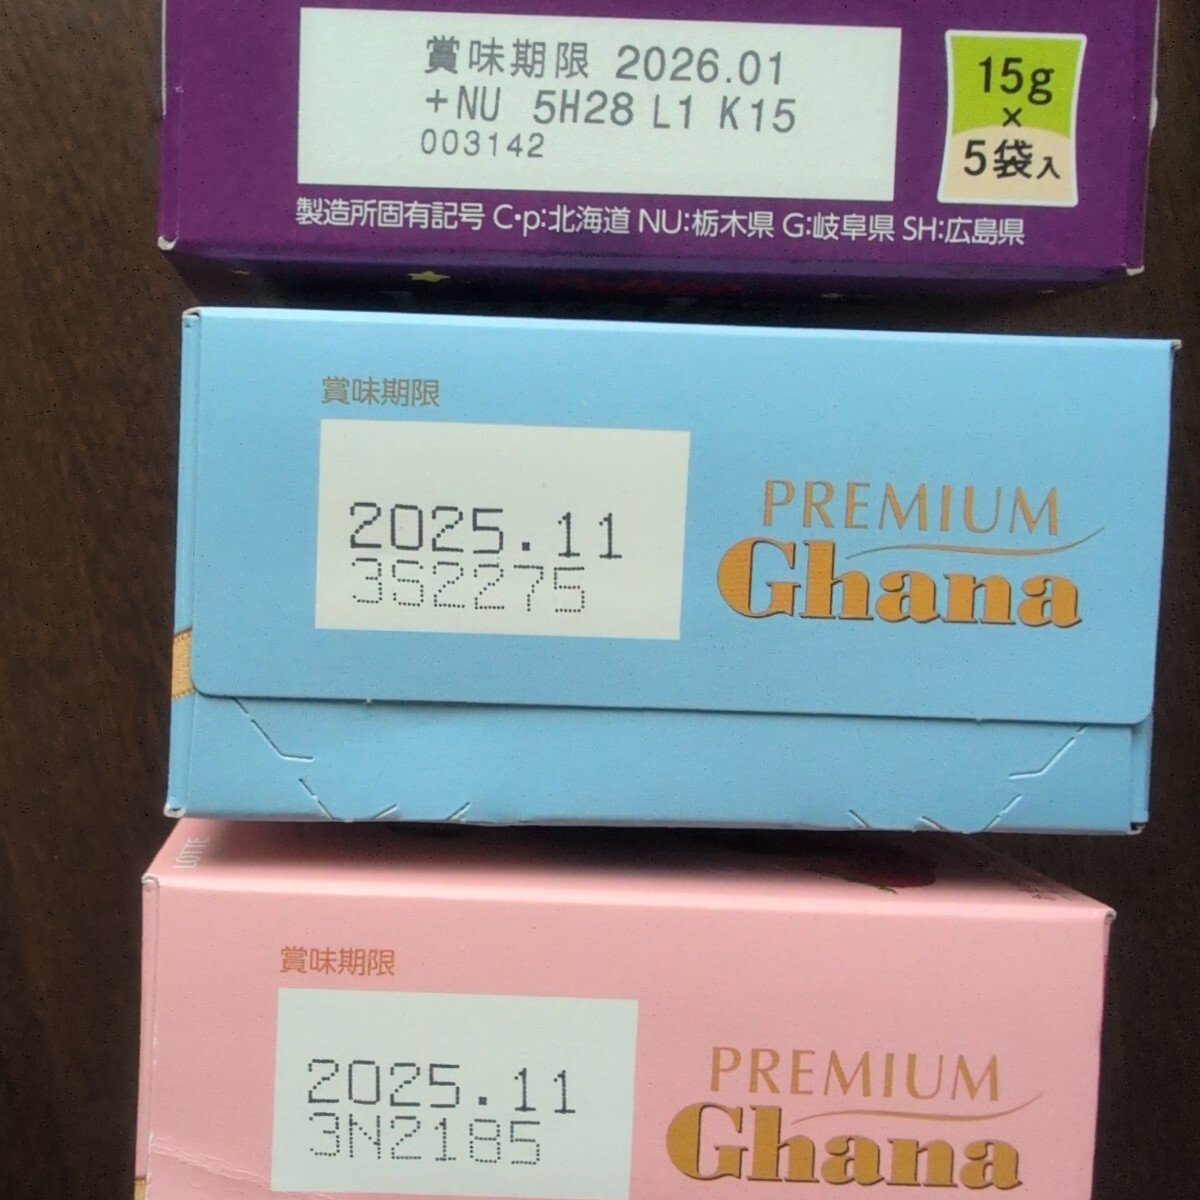 賞味期限 2026.01
+NU 5H28 L1 K15
003142
15g
×
5袋入
製造所固有記号 C・p:北海道 NU:栃木県 G:岐阜県 SH:広島県
賞味期限
2025.11
3S2275
PREMIUM
Ghana
LOTTE
賞味期限
2025.11
3N2185
PREMIUM
Ghana